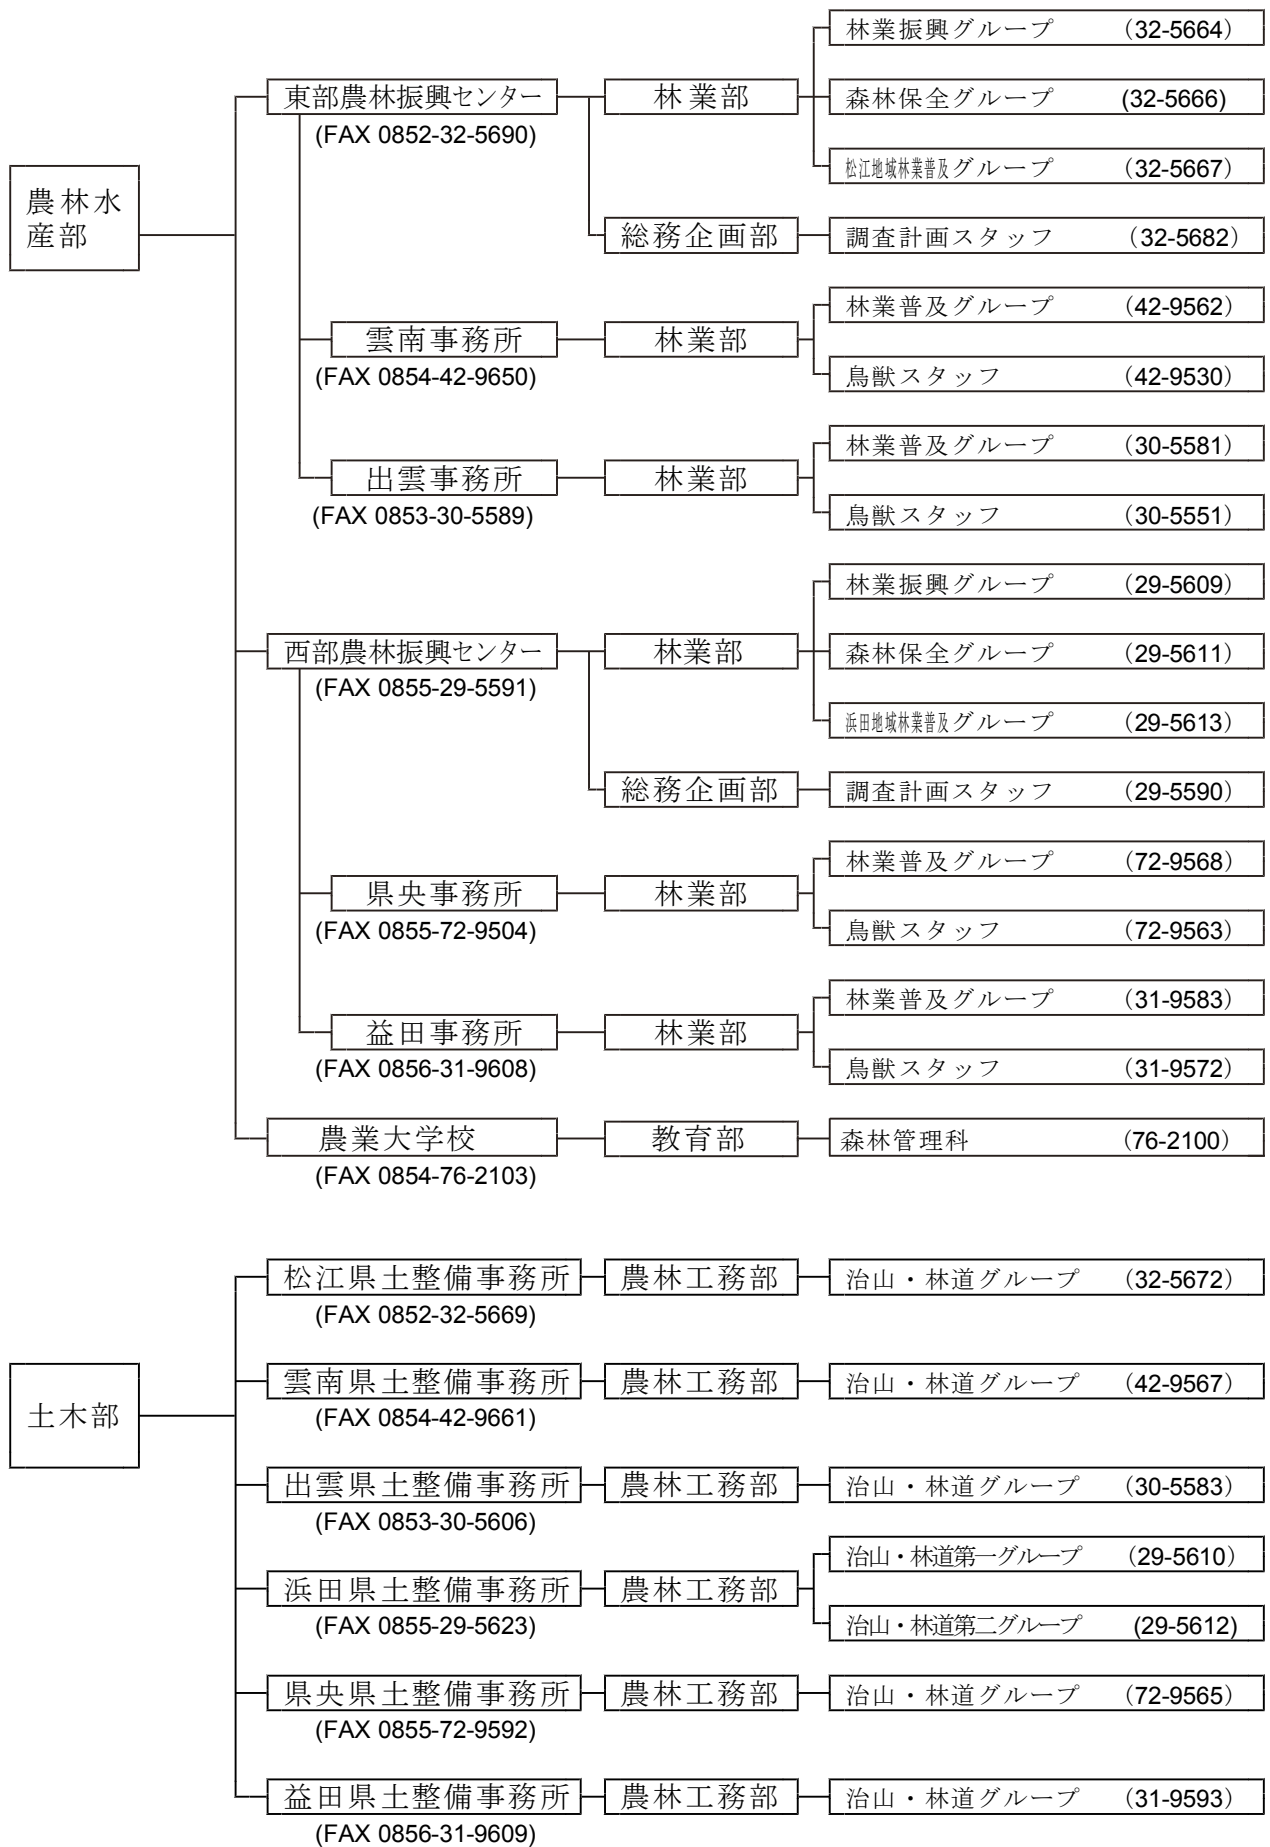 林業振興グループ （32-5664）
東部農林振興センター 林業部 森林保全グループ (32-5666)
(FAX 0852-32-5690)
松江地域林業普及グループ （32-5667）
農林水
産部
総務企画部 調査計画スタッフ （32-5682）
林業普及グループ （42-9562）
雲南事務所 林業部
(FAX 0854-42-9650)
鳥獣スタッフ （42-9530）
林業普及グループ （30-5581）
出雲事務所 林業部
(FAX 0853-30-5589)
鳥獣スタッフ （30-5551）
林業振興グループ （29-5609）
西部農林振興センター 林業部 森林保全グループ （29-5611）
(FAX 0855-29-5591)
浜田地域林業普及グループ （29-5613）
総務企画部 調査計画スタッフ （29-5590）
林業普及グループ （72-9568）
県央事務所 林業部
(FAX 0855-72-9504)
鳥獣スタッフ （72-9563）
林業普及グループ （31-9583）
益田事務所 林業部
(FAX 0856-31-9608)
鳥獣スタッフ （31-9572）
農業大学校 教育部 森林管理科 （76-2100）
(FAX 0854-76-2103)
松江県土整備事務所 農林工務部 治山・林道グループ （32-5672）
(FAX 0852-32-5669)
雲南県土整備事務所 農林工務部 治山・林道グループ （42-9567）
(FAX 0854-42-9661)
土木部
出雲県土整備事務所 農林工務部 治山・林道グループ （30-5583）
(FAX 0853-30-5606)
治山・林道第一グループ （29-5610）
浜田県土整備事務所 農林工務部
(FAX 0855-29-5623)
治山・林道第二グループ (29-5612)
県央県土整備事務所 農林工務部 治山・林道グループ （72-9565）
(FAX 0855-72-9592)
益田県土整備事務所 農林工務部 治山・林道グループ （31-9593）
(FAX 0856-31-9609)